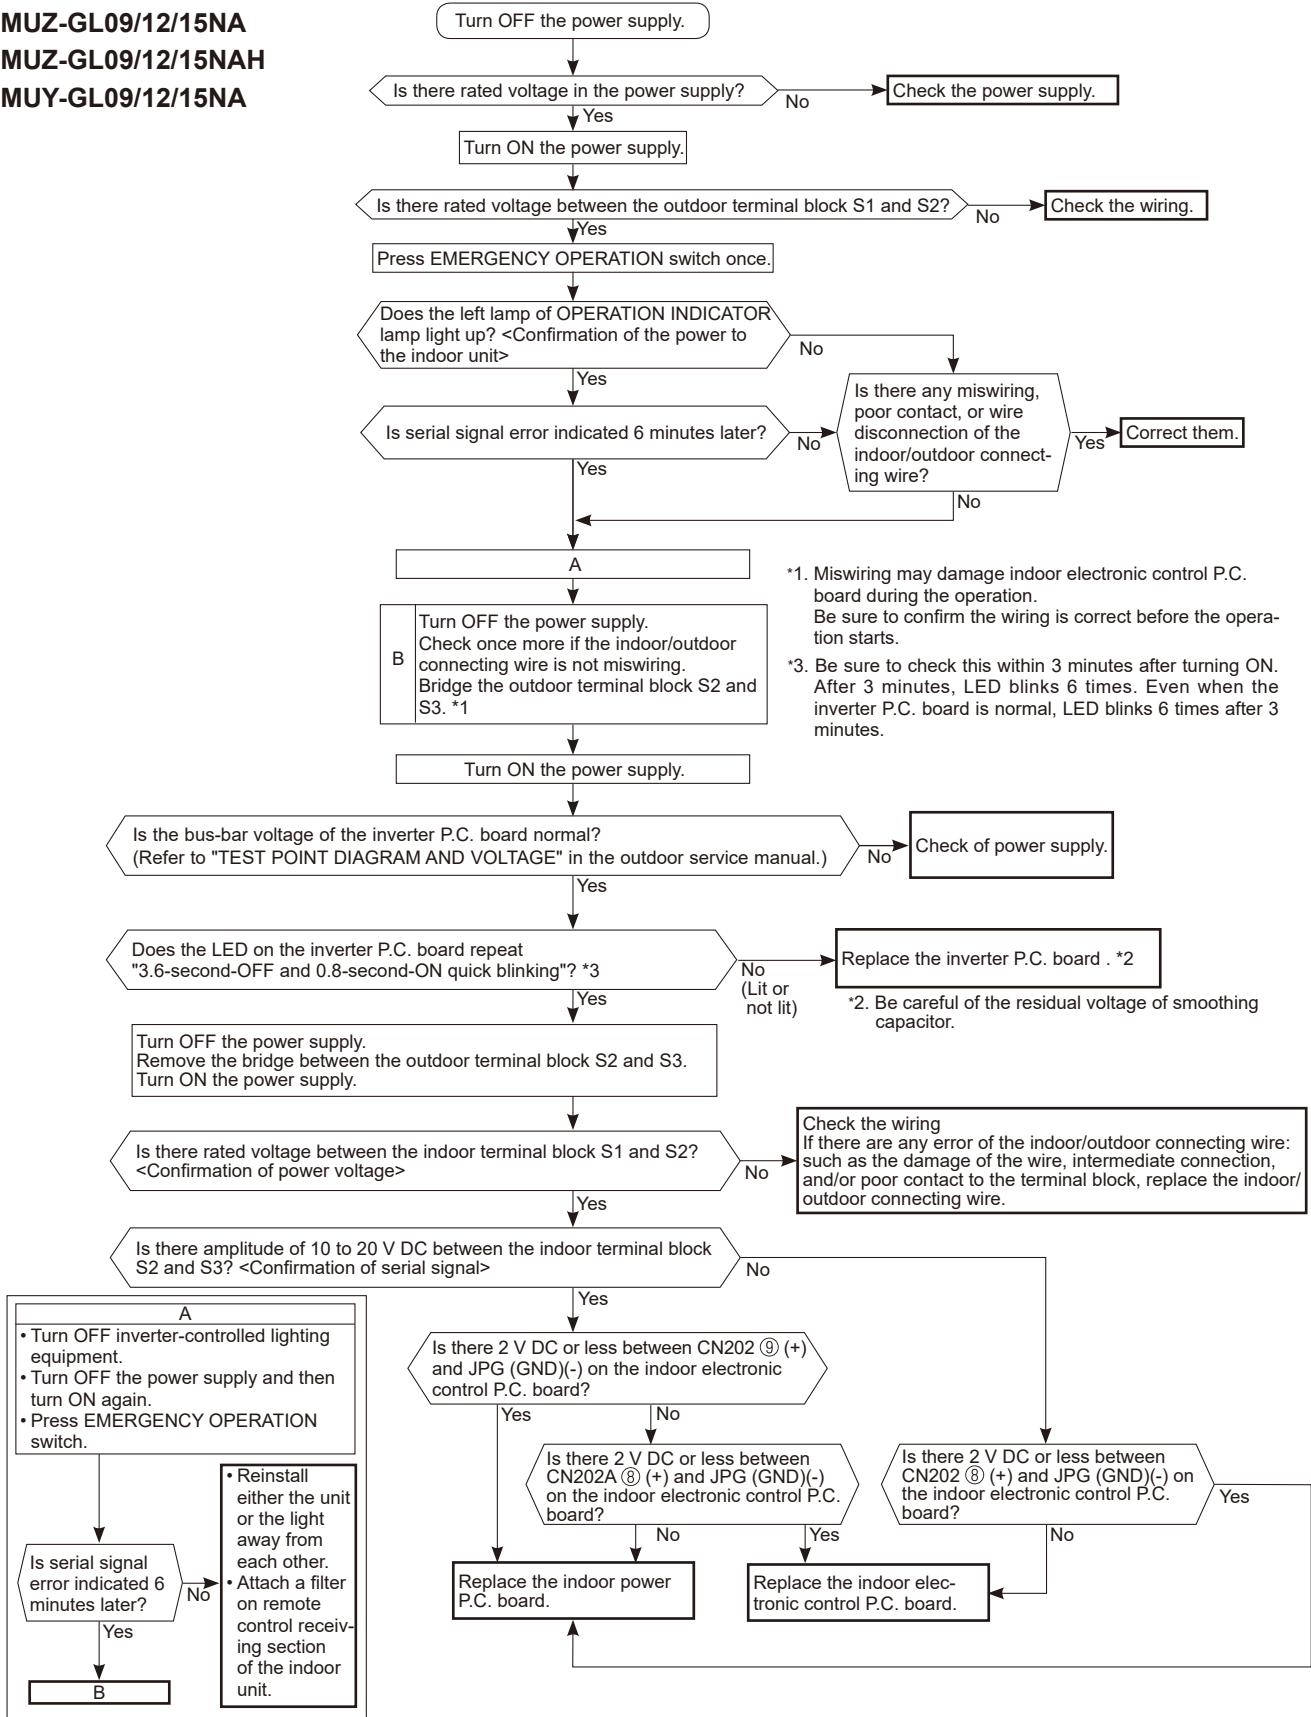 MUZ-GL09/12/15NA
MUZ-GL09/12/15NAH
MUY-GL09/12/15NA
Turn OFF the power supply.
Is there rated voltage in the power supply?
No
Check the power supply.
Yes
Turn ON the power supply.
Is there rated voltage between the outdoor terminal block S1 and S2?
No
Check the wiring.
Yes
Press EMERGENCY OPERATION switch once.
Does the left lamp of OPERATION INDICATOR
lamp light up? <Confirmation of the power to
the indoor unit>
No
Yes
Is there any miswiring,
poor contact, or wire
disconnection of the
indoor/outdoor connect-
ing wire?
Is serial signal error indicated 6 minutes later?
No
Yes
Correct them.
Yes
No
A
B
Turn OFF the power supply.
Check once more if the indoor/outdoor
connecting wire is not miswiring.
Bridge the outdoor terminal block S2 and
S3. *1
*1. Miswiring may damage indoor electronic control P.C.
board during the operation.
Be sure to confirm the wiring is correct before the opera-
tion starts.
*3. Be sure to check this within 3 minutes after turning ON.
After 3 minutes, LED blinks 6 times. Even when the
inverter P.C. board is normal, LED blinks 6 times after 3
minutes.
Turn ON the power supply.
Is the bus-bar voltage of the inverter P.C. board normal?
(Refer to "TEST POINT DIAGRAM AND VOLTAGE" in the outdoor service manual.)
No
Check of power supply.
Yes
Does the LED on the inverter P.C. board repeat
"3.6-second-OFF and 0.8-second-ON quick blinking"? *3
No
(Lit or
not lit)
Replace the inverter P.C. board . *2
*2. Be careful of the residual voltage of smoothing
capacitor.
Yes
Turn OFF the power supply.
Remove the bridge between the outdoor terminal block S2 and S3.
Turn ON the power supply.
Is there rated voltage between the indoor terminal block S1 and S2?
<Confirmation of power voltage>
No
Check the wiring
If there are any error of the indoor/outdoor connecting wire:
such as the damage of the wire, intermediate connection,
and/or poor contact to the terminal block, replace the indoor/
outdoor connecting wire.
Yes
Is there amplitude of 10 to 20 V DC between the indoor terminal block
S2 and S3? <Confirmation of serial signal>
No
Yes
Is there 2 V DC or less between CN202 ⑨ (+)
and JPG (GND)(-) on the indoor electronic
control P.C. board?
Yes
No
Is there 2 V DC or less between
CN202A ⑧ (+) and JPG (GND)(-)
on the indoor electronic control P.C.
board?
No
Yes
Is there 2 V DC or less between
CN202 ⑧ (+) and JPG (GND)(-) on
the indoor electronic control P.C.
board?
Yes
No
Replace the indoor power
P.C. board.
Replace the indoor elec-
tronic control P.C. board.
A
• Turn OFF inverter-controlled lighting
equipment.
• Turn OFF the power supply and then
turn ON again.
• Press EMERGENCY OPERATION
switch.
Is serial signal
error indicated 6
minutes later?
No
Yes
B
• Reinstall
either the unit
or the light
away from
each other.
• Attach a filter
on remote
control receiv-
ing section
of the indoor
unit.